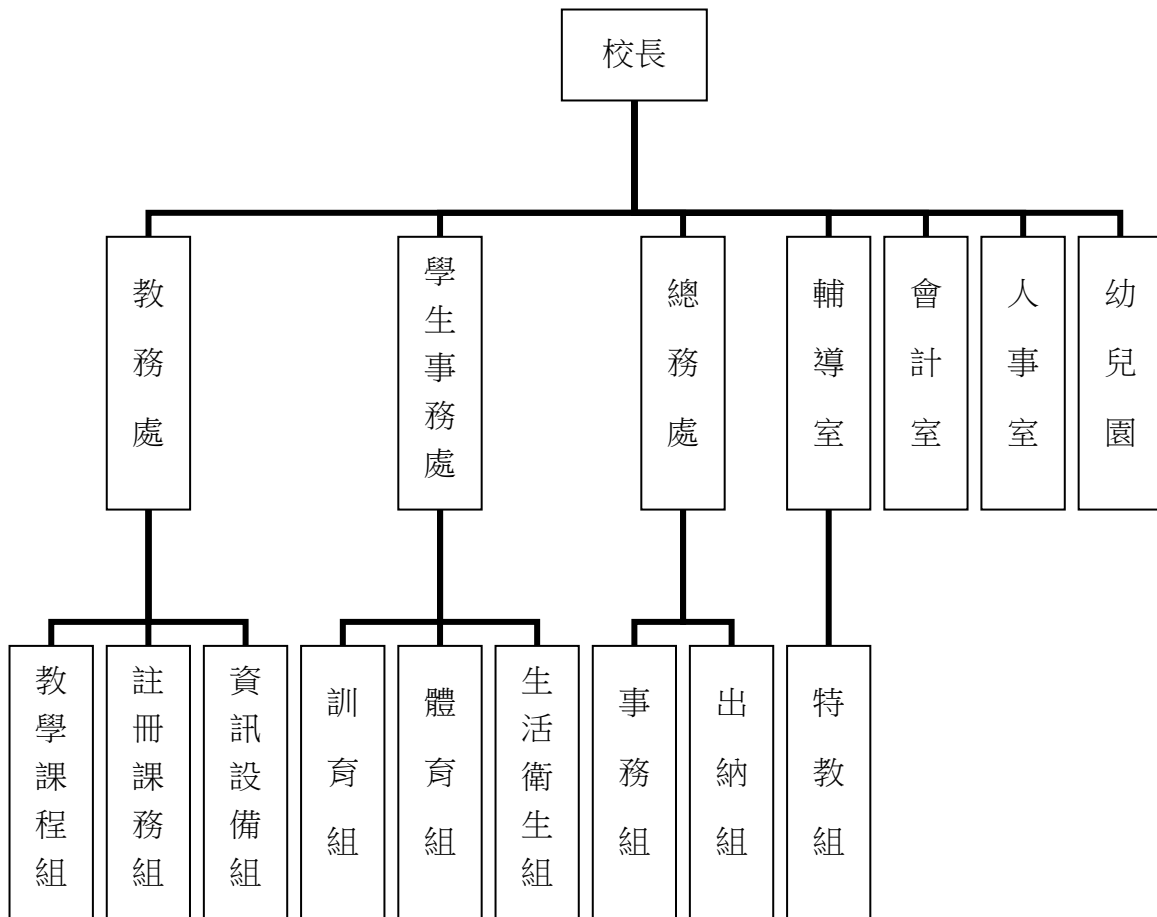 校長
教務處
學生事務處
總務處
輔導室
會計室
人事室
幼兒園
教學課程組
註冊課務組
資訊設備組
訓育組
體育組
生活衛生組
事務組
出納組
特教組